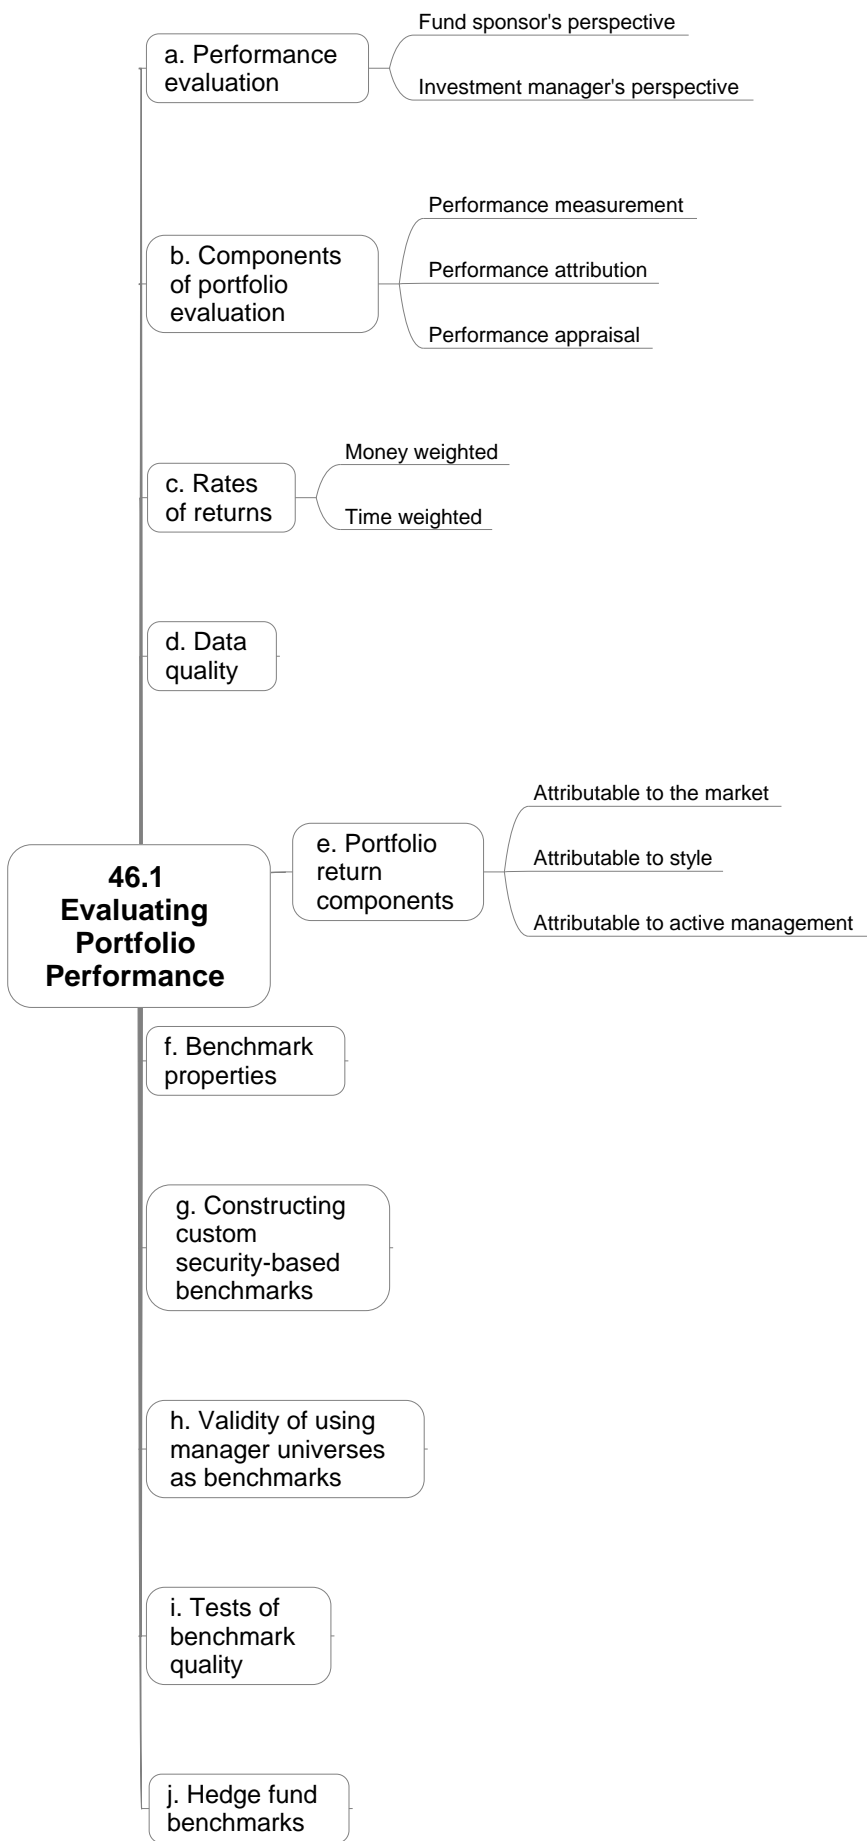 Fund sponsor's perspective
a. Performance
evaluation
Investment manager's perspective
Performance measurement
b. Components
of portfolio
evaluation
Performance attribution
Performance appraisal
Money weighted
c. Rates
of returns
Time weighted
d. Data
quality
Attributable to the market
e. Portfolio
return
components
Attributable to style
Attributable to active management
46.1
Evaluating
Portfolio
Performance
f. Benchmark
properties
g. Constructing
custom
security-based
benchmarks
h. Validity of using
manager universes
as benchmarks
i. Tests of
benchmark
quality
j. Hedge fund
benchmarks